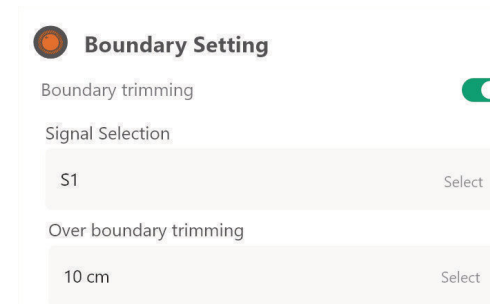 Boundary Setting
Boundary trimming
Signal Selection
S1 Select
Over boundary trimming
10 cm Select